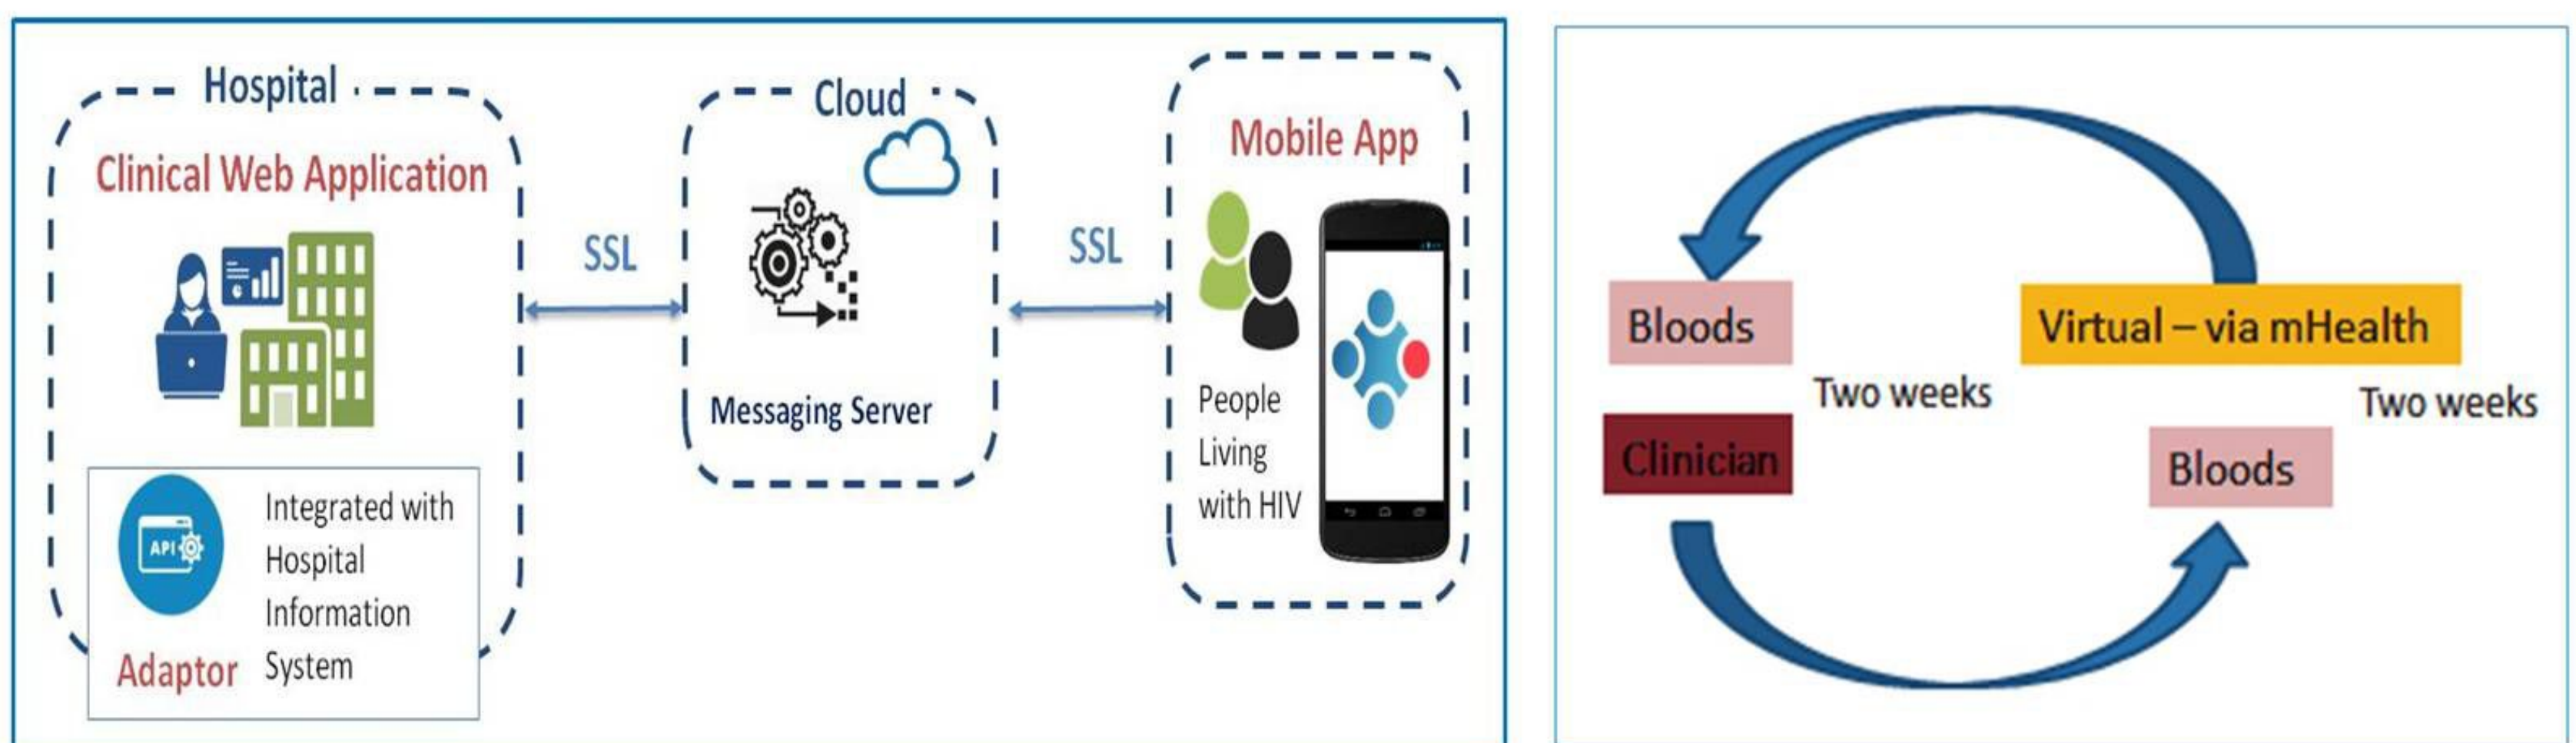 Hospital
Clinical Web Application
API
Adaptor
Integrated with
Hospital
Information
System
SSL
Cloud
Messaging Server
SSL
Mobile App
People
Living
with HIV
Bloods
Clinician
Two weeks
Virtual – via mHealth
Two weeks
Bloods